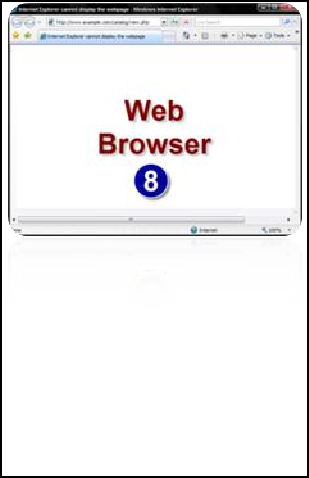 Internet Explorer cannot display the webpage - Windows Internet Explorer
http://www.example.com/catalog/view.php
Live Search
Internet Explorer cannot display the webpage
Page
Tools
Web
Browser
8
Internet
100%